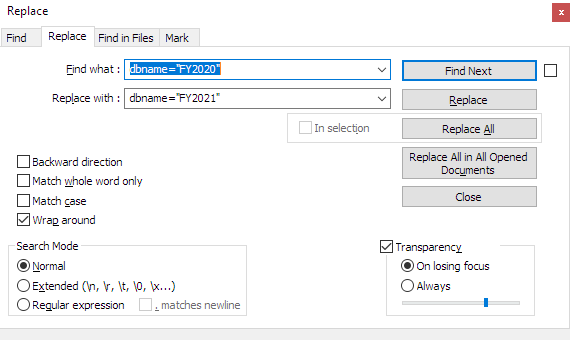 Replace
x
Find Replace Find in Files Mark
Find what : dbname="FY2020" Find Next
Replace with : dbname="FY2021" Replace
In selection Replace All
Replace All in All Opened
Documents
Close
Backward direction
Match whole word only
Match case
Wrap around
Search Mode
Normal
Extended (\n, \r, \t, \0, \x...)
Regular expression . matches newline
Transparency
On losing focus
Always